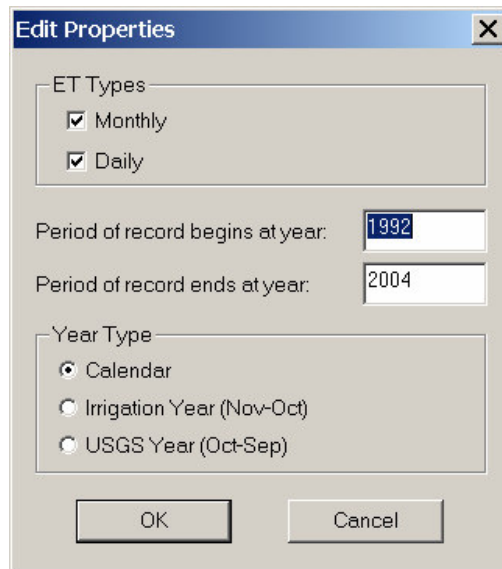 Edit Properties
ET Types
Monthly
Daily
Period of record begins at year: 1992
Period of record ends at year: 2004
Year Type
Calendar
Irrigation Year (Nov-Oct)
USGS Year (Oct-Sep)
OK Cancel